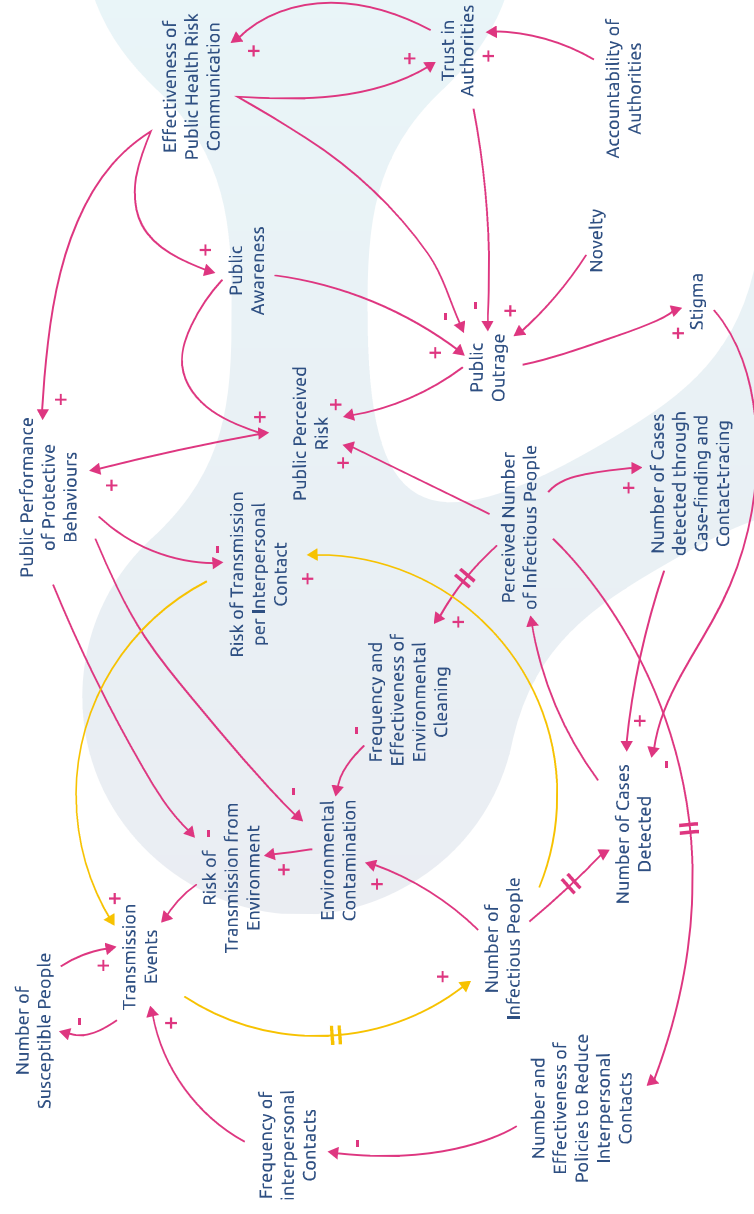 Number of
Susceptible People
Transmission
Events
Frequency of
interpersonal
Contacts
Number and
Effectiveness of
Policies to Reduce
Interpersonal
Contacts
Number of
Infectious People
Risk of
Transmission from
Environment
Environmental
Contamination
Number of Cases
Detected
Frequency and
Effectiveness of
Environmental
Cleaning
Risk of Transmission
per Interpersonal
Contact
Public Performance
of Protective
Behaviours
Perceived Number
of Infectious People
Number of Cases
detected through
Case-finding and
Contact-tracing
Public Perceived
Risk
Public
Outrage
Stigma
Public
Awareness
Novelty
Effectiveness of
Public Health Risk
Communication
Trust in
Authorities
Accountability of
Authorities